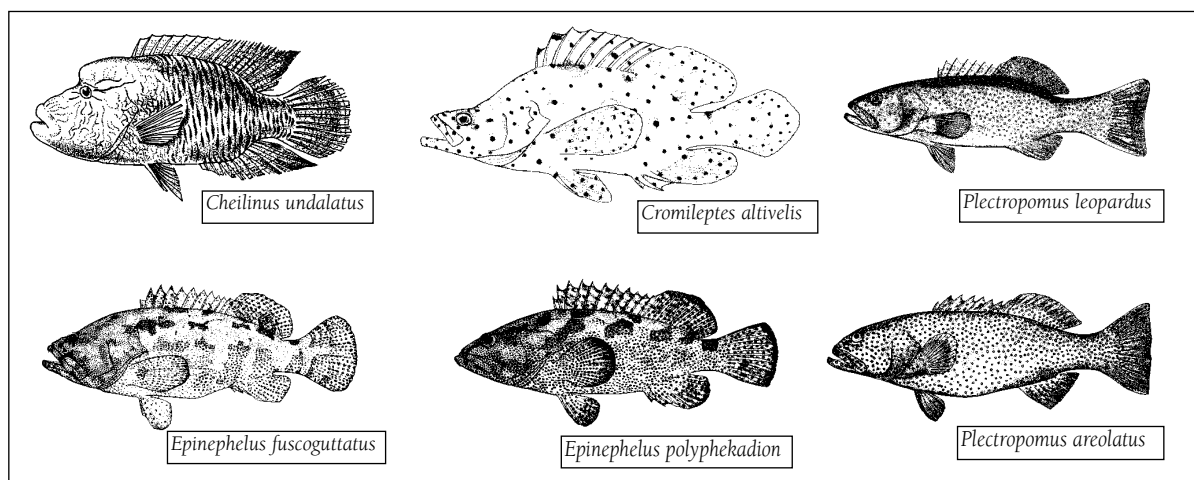 Cheilinus undalatus
Cromileptes altivelis
Plectropomus leopardus
Epinephelus fuscoguttatus
Epinephelus polyphekadion
Plectropomus areolatus